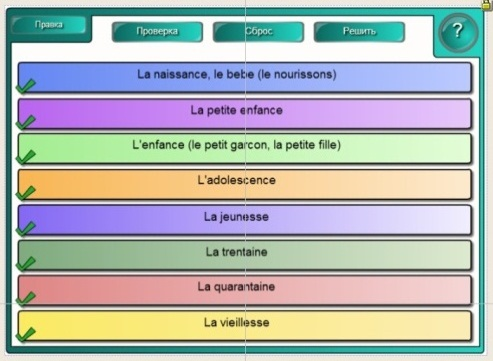 Правка
Проверка
Сброс
Решить
?
La naissance, le bebe (le nourissons)
La petite enfance
L'enfance (le petit garcon, la petite fille)
L'adolescence
La jeunesse
La trentaine
La quarantaine
La vieillesse